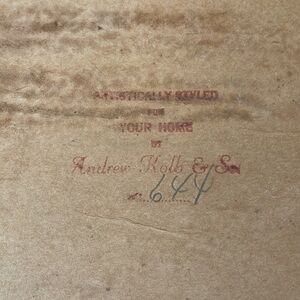 ARTISTICALLY STYLED
FOR
YOUR HOME
BY
Andrew Kolb & Son
No. 644